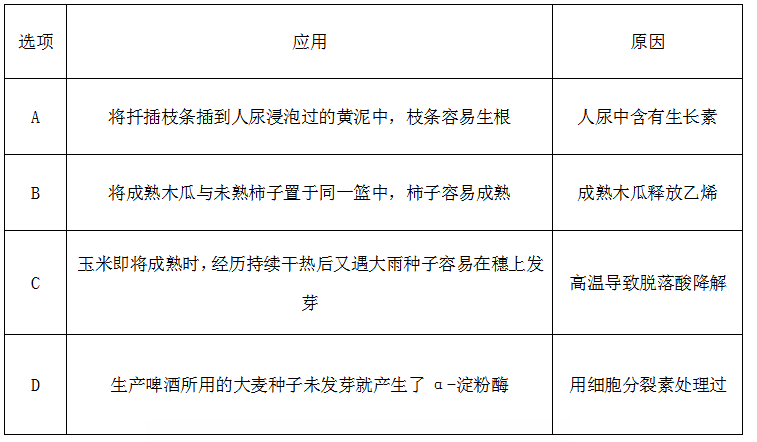 选项 应用 原因
A 将扦插枝条插到人尿浸泡过的黄泥中，枝条容易生根 人尿中含有生长素
B 将成熟木瓜与未熟柿子置于同一篮中，柿子容易成熟 成熟木瓜释放乙烯
C 玉米即将成熟时，经历持续干热后又遇大雨种子容易在穗上发
芽 高温导致脱落酸降解
D 生产啤酒所用的大麦种子未发芽就产生了 α-淀粉酶 用细胞分裂素处理过